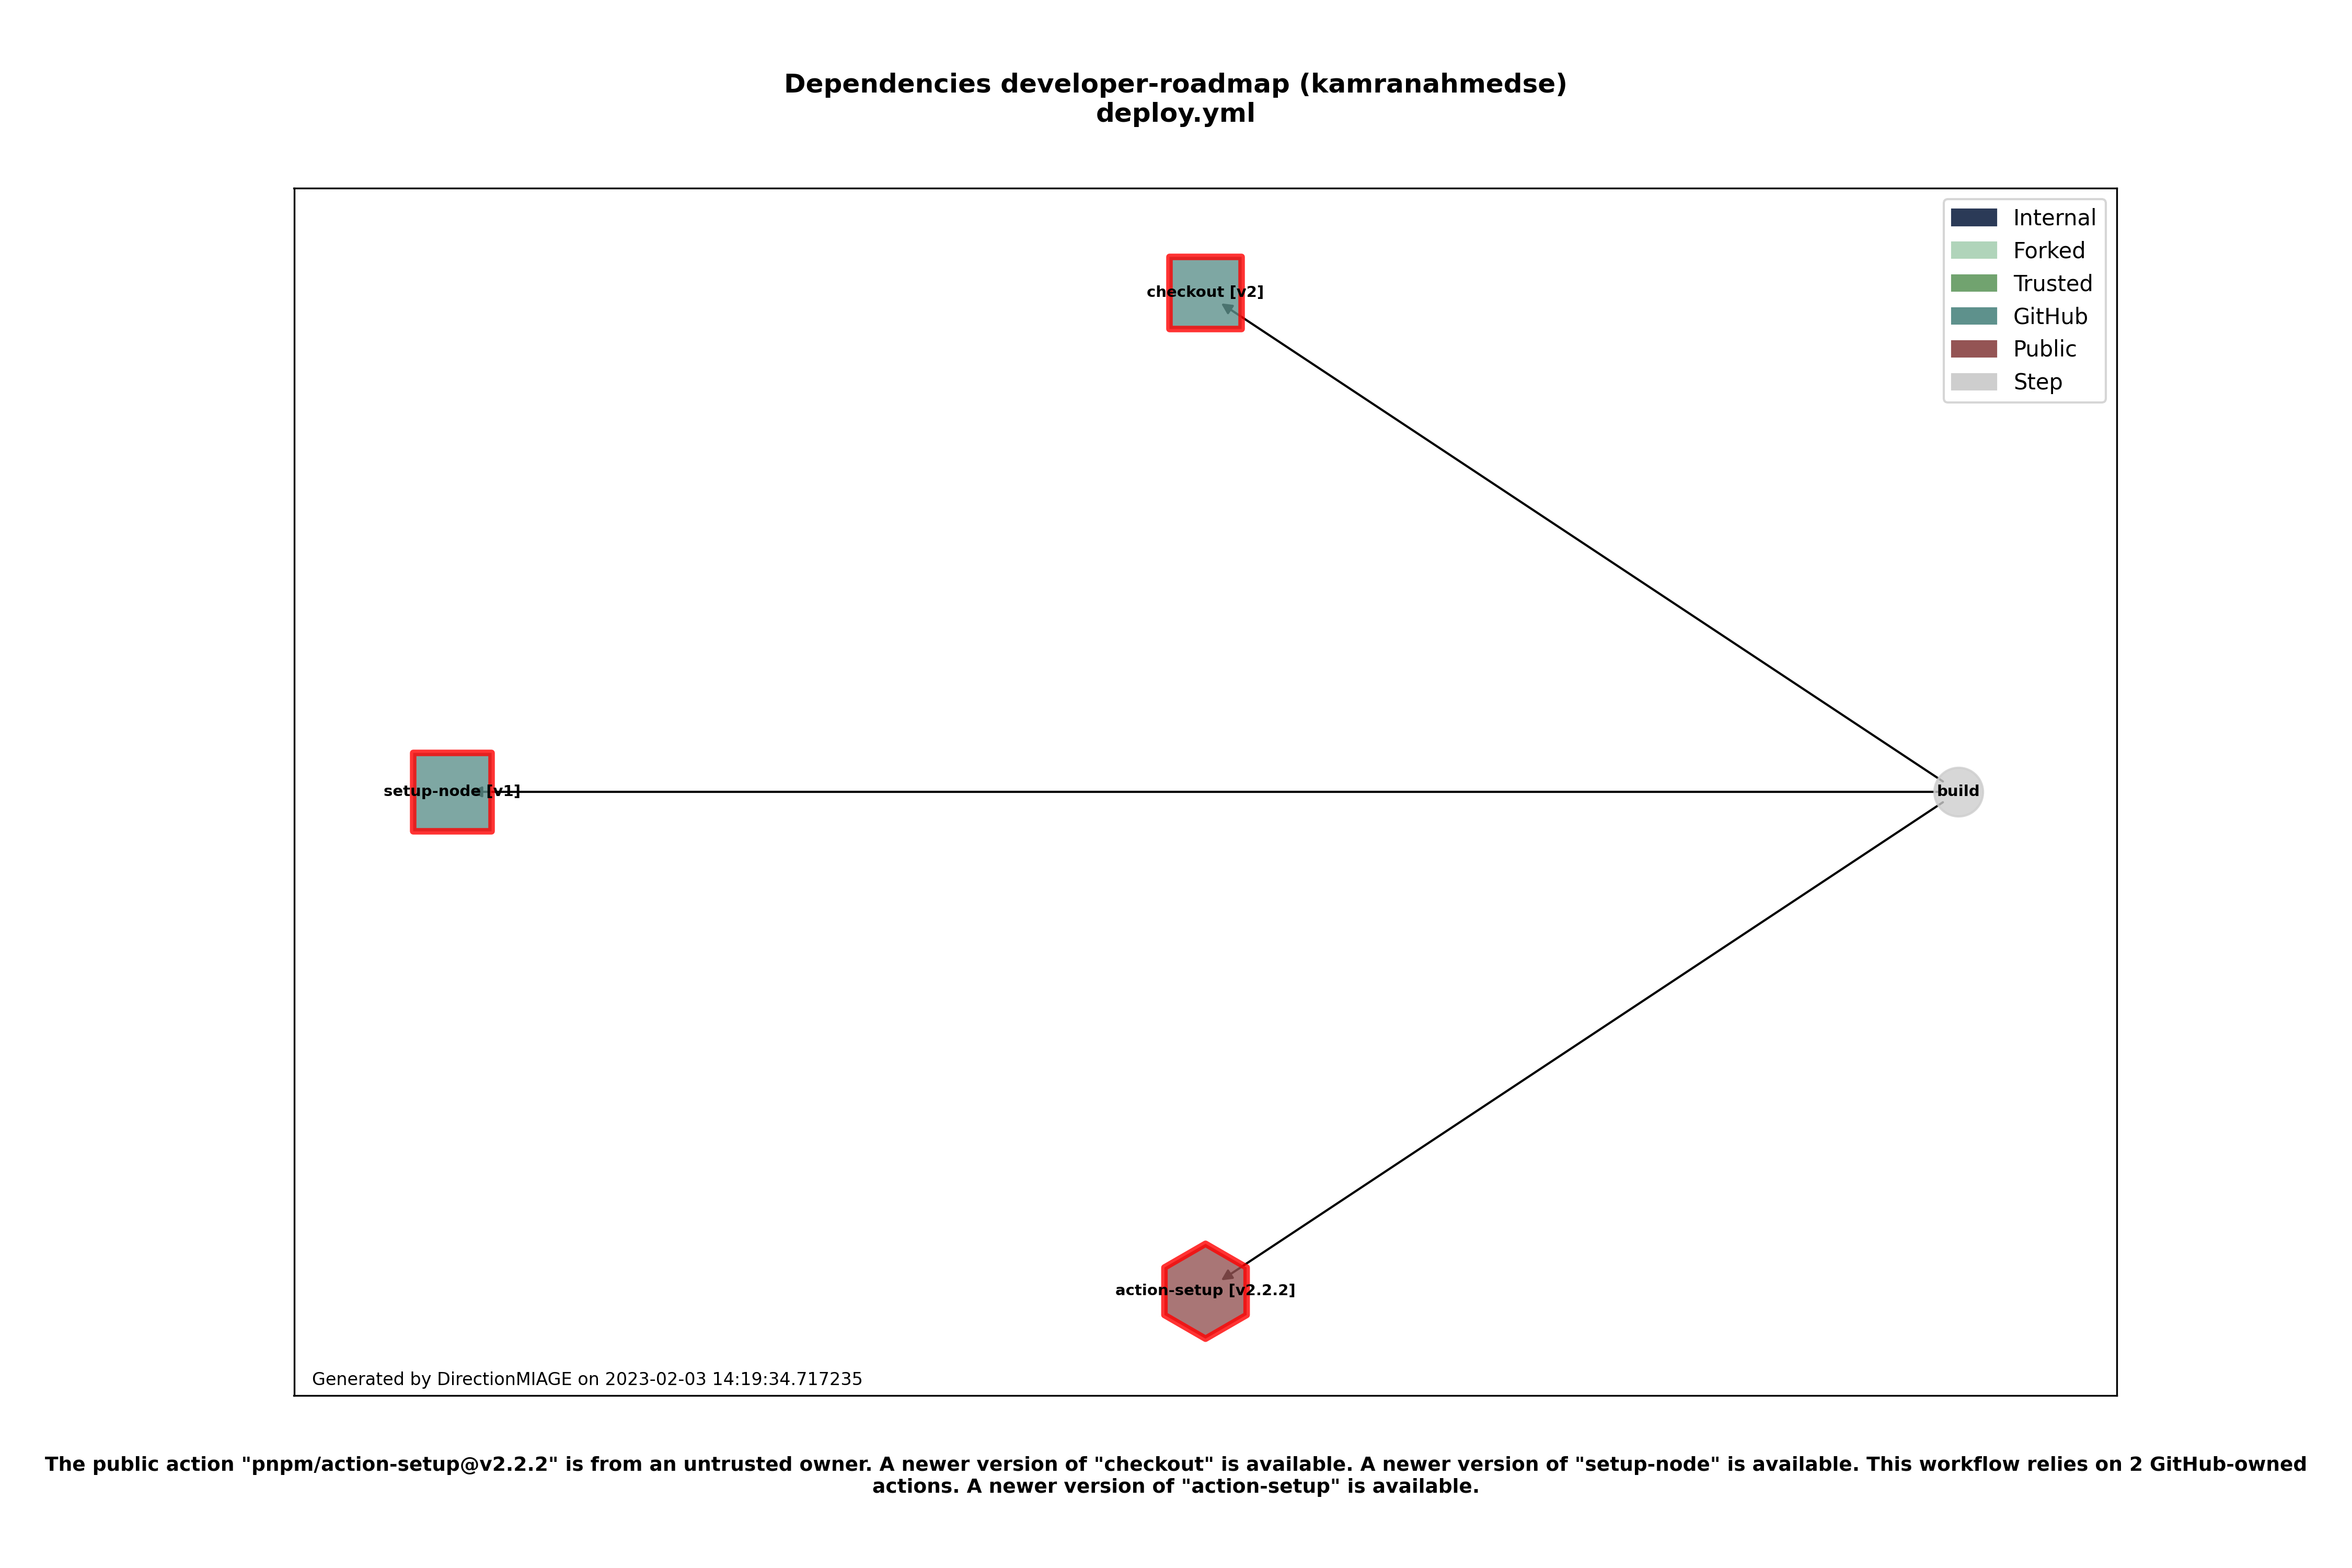 Dependencies developer-roadmap (kamranahmedse)
deploy.yml
Internal
Forked
Trusted
GitHub
Public
Step
checkout [v2]
setup-node [v1]
build
action-setup [v2.2.2]
Generated by DirectionMIAGE on 2023-02-03 14:19:34.717235
The public action "pnpm/action-setup@v2.2.2" is from an untrusted owner. A newer version of "checkout" is available. A newer version of "setup-node" is available. This workflow relies on 2 GitHub-owned
actions. A newer version of "action-setup" is available.